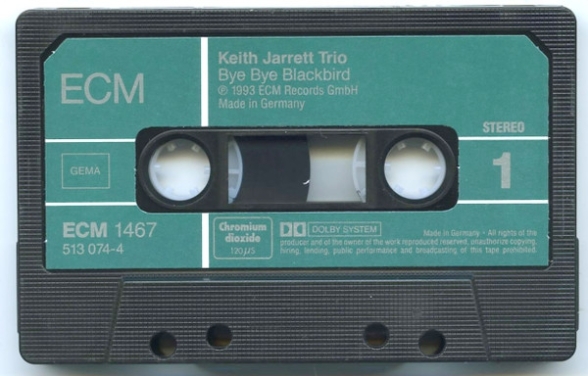 ECM
Keith Jarrett Trio
Bye Bye Blackbird
℗ 1993 ECM Records GmbH
Made in Germany
STEREO
1
GEMA
ECM 1467
513 074-4
Chromium
dioxide
120µS
DOLBY SYSTEM
Made in Germany – All rights of the
producer and of the owner of the work reproduced reserved, unauthorize copying,
hiring, lending, public performance and broadcasting of this tape prohibited.